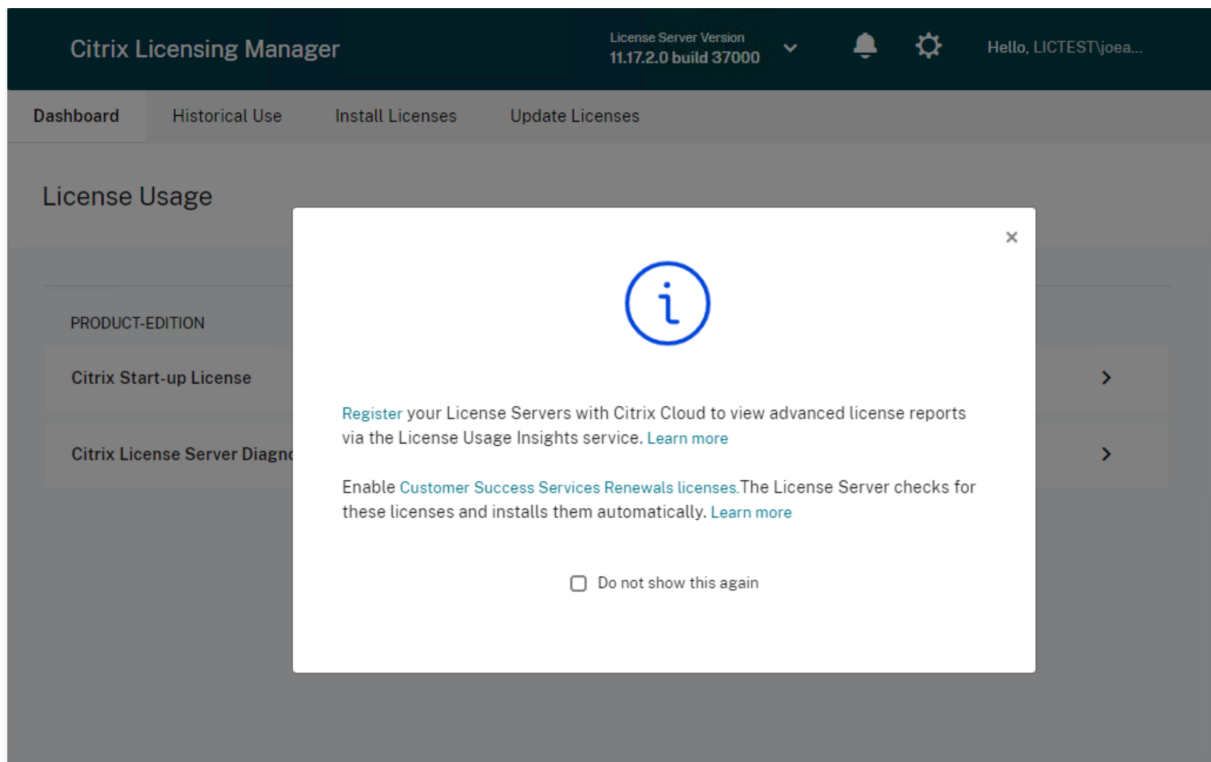 Citrix Licensing Manager
License Server Version
11.17.2.0 build 37000
Hello, LICTEST\joea...
Dashboard Historical Use Install Licenses Update Licenses
License Usage
PRODUCT-EDITION
Citrix Start-up License
Citrix License Server
Register your License Servers with Citrix Cloud to view advanced license reports
via the License Usage Insights service. Learn more
Enable Customer Success Services Renewals licenses.The License Server checks for
these licenses and installs them automatically. Learn more
Do not show this again